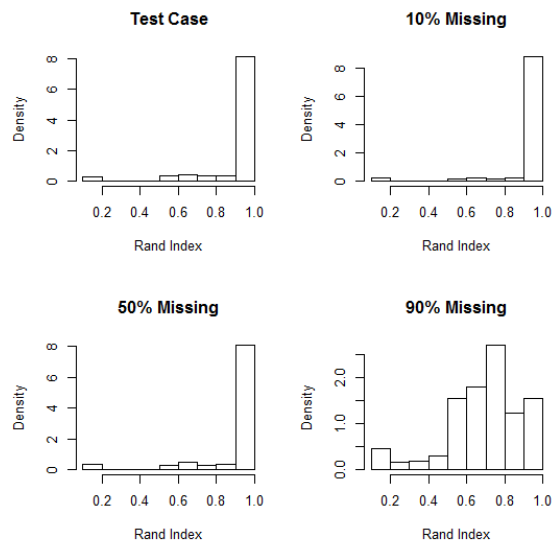 Test Case
Density
0 2 4 6 8
0.2 0.4 0.6 0.8 1.0
Rand Index
10% Missing
Density
0 2 4 6 8
0.2 0.4 0.6 0.8 1.0
Rand Index
50% Missing
Density
0 2 4 6 8
0.2 0.4 0.6 0.8 1.0
Rand Index
90% Missing
Density
0.0 1.0 2.0
0.2 0.4 0.6 0.8 1.0
Rand Index